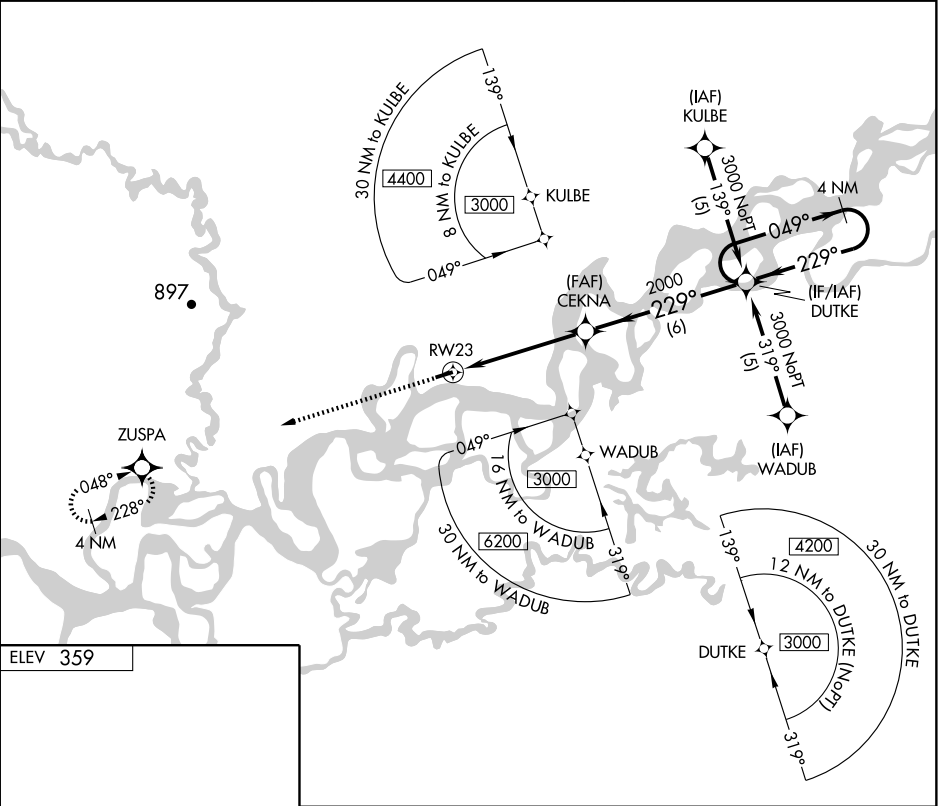 30 NM to KULBE
4400
8 NM to KULBE
3000
139°
KULBE
049°
(IAF)
KULBE
3000 NoPT
139°
(5)
4 NM
049°
229°
(IF/IAF)
DUTKE
(FAF)
CEKNA
2000
229°
(6)
3000 NoPT
319°
(5)
(IAF)
WADUB
897
RW23
ZUSPA
048°
228°
4 NM
049°
WADUB
3000
16 NM to WADUB
6200
30 NM to WADUB
319°
139°
4200
30 NM to DUTKE
12 NM to DUTKE (NoPT)
3000
DUTKE
319°
ELEV 359